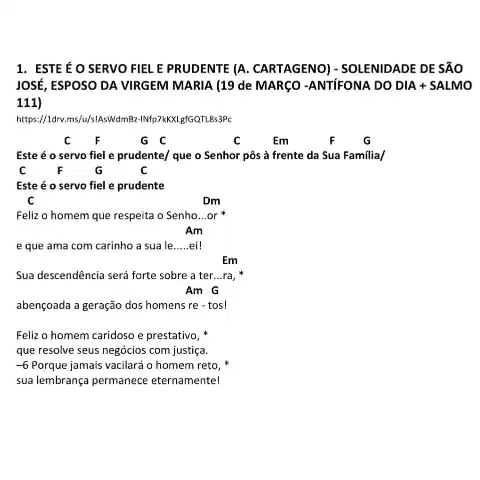 1. ESTE É O SERVO FIEL E PRUDENTE (A. CARTAGENO) - SOLENIDADE DE SÃO
JOSÉ, ESPOSO DA VIRGEM MARIA (19 de MARÇO -ANTÍFONA DO DIA + SALMO
111)
https://1drv.ms/u/s!AsWdmBz-lNfp7kKXLgfGQTL8s3Pc
C F G C C Em F G
Este é o servo fiel e prudente/ que o Senhor pôs à frente da Sua Família/
C F G C
Este é o servo fiel e prudente
C Dm
Feliz o homem que respeita o Senho...or *
Am
e que ama com carinho a sua le.....ei!
Em
Sua descendência será forte sobre a ter...ra, *
Am G
abençoada a geração dos homens re - tos!
Feliz o homem caridoso e prestativo, *
que resolve seus negócios com justiça.
–6 Porque jamais vacilará o homem reto, *
sua lembrança permanece eternamente!